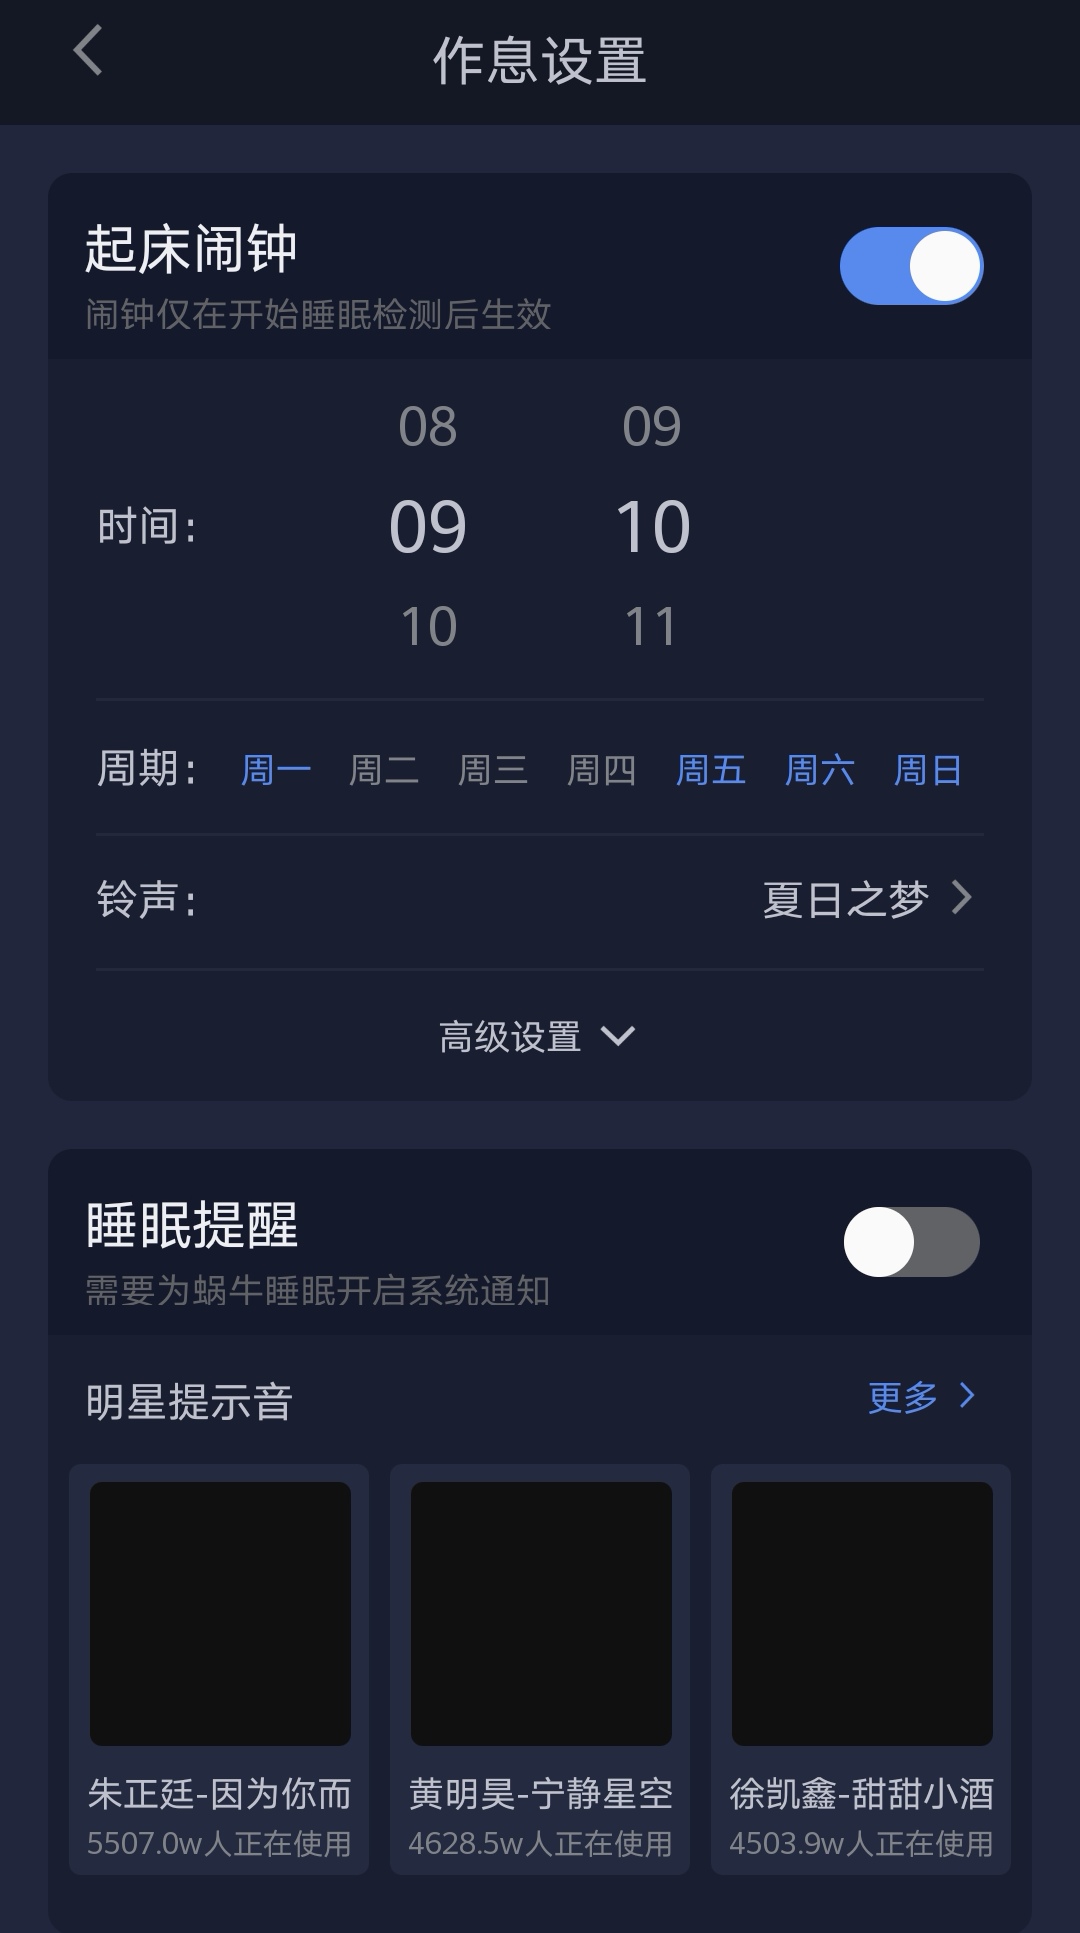 作息设置
起床闹钟
闹钟仅在开始睡眠检测后生效
08 09
时间: 09 10
10 11
周期: 周一 周二 周三 周四 周五 周六 周日
铃声: 夏日之梦
高级设置
睡眠提醒
需要为蜗牛睡眠开启系统通知
明星提示音 更多
朱正廷-因为你而 黄明昊-宁静星空 徐凯鑫-甜甜小酒
5507.0w人正在使用 4628.5w人正在使用 4503.9w人正在使用